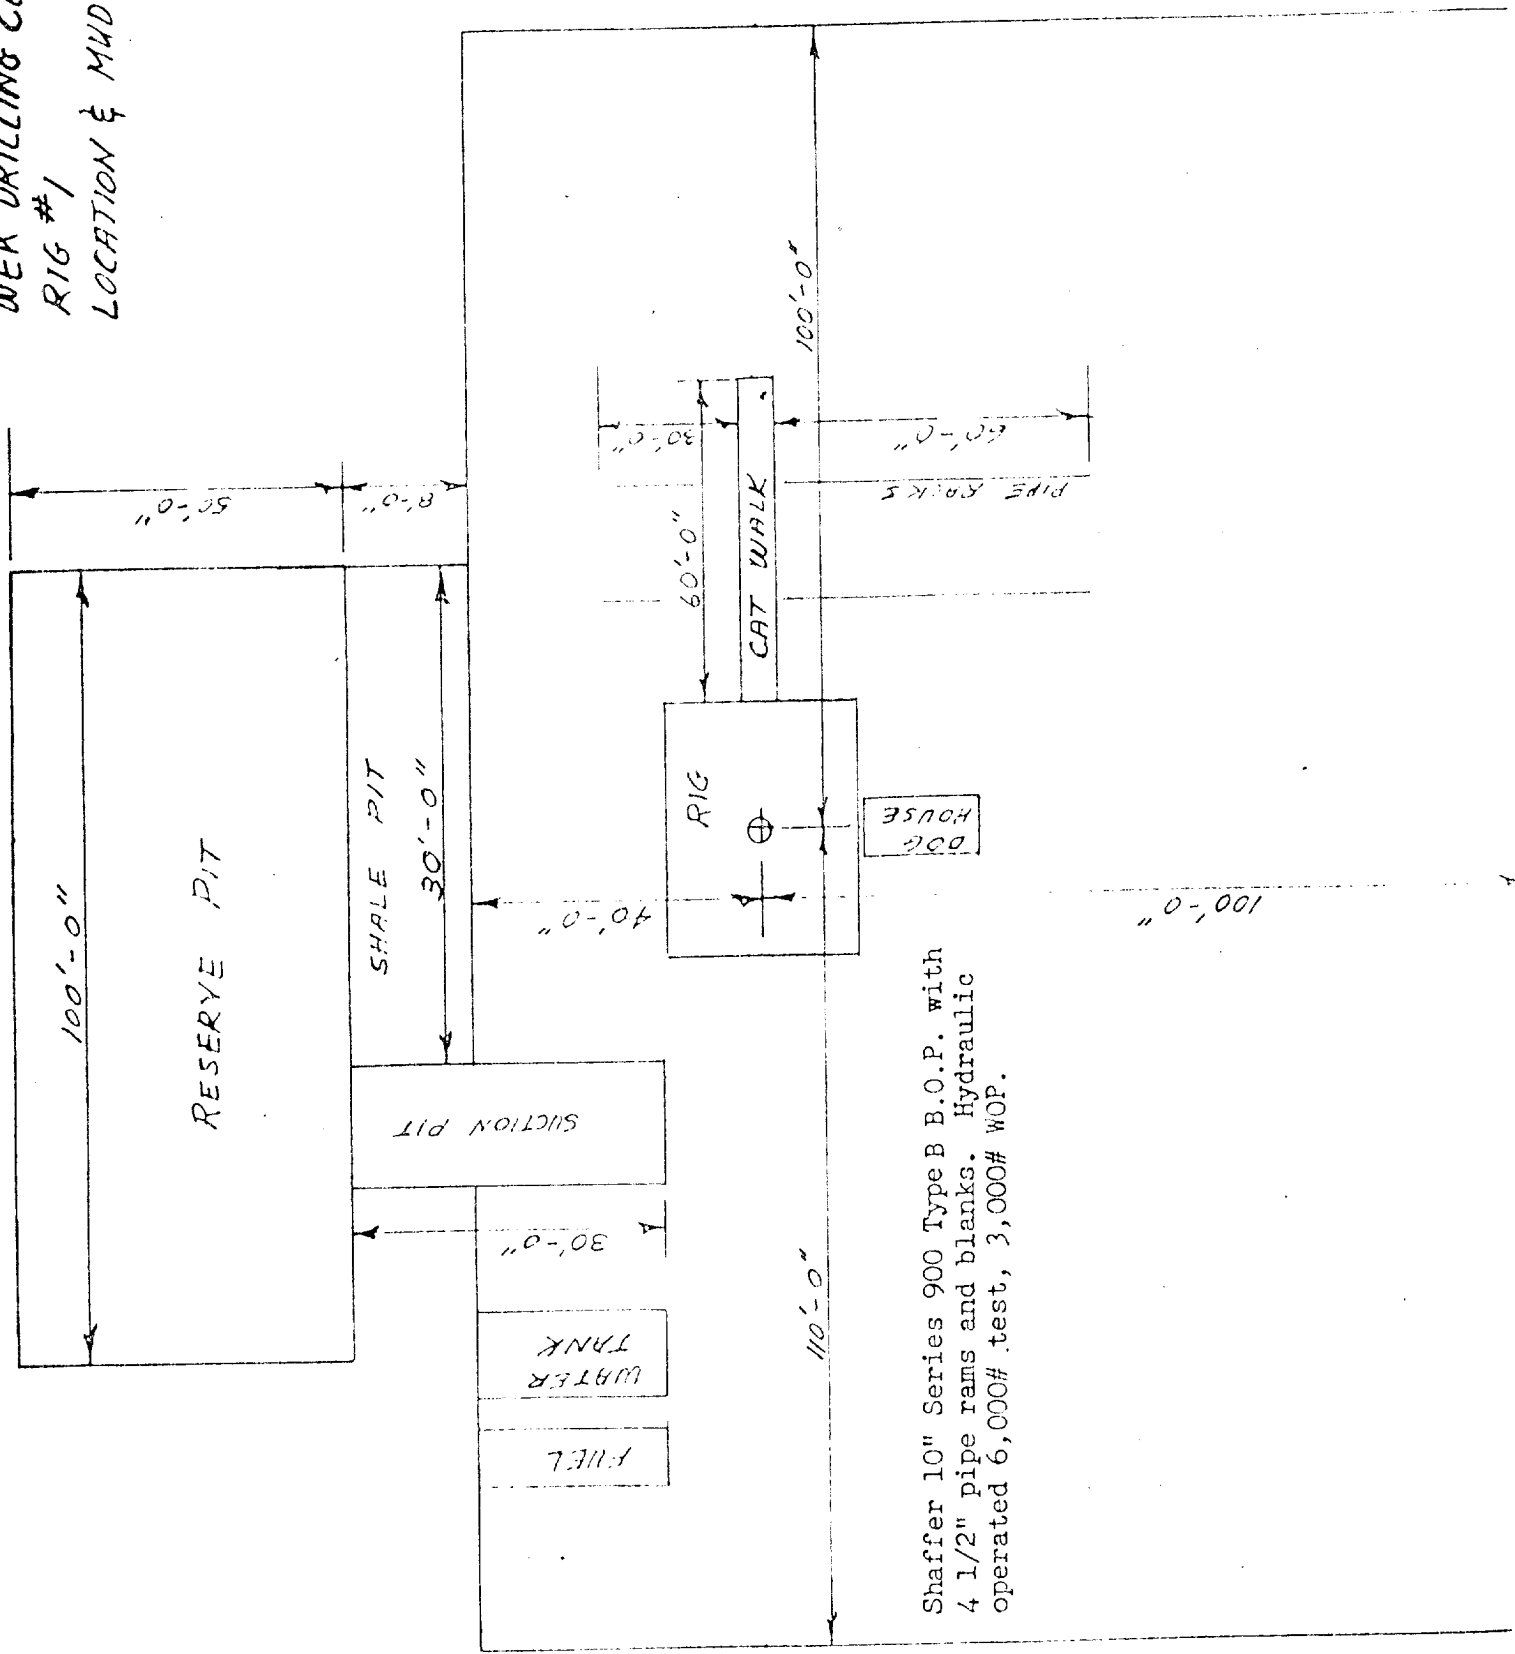 DRILLING
RIG #1
LOCATION & MUD
50'-0"
8'-0"
100'-0"
RESERVE PIT
SHALE PIT
30'-0"
SUCTION PIT
30'-0"
WATER
TANK
FUEL
40'-0"
RIG
DOG
HOUSE
60'-0"
CAT WALK
30'-0"
60'-0"
PIPE RACKS
100'-0"
110'-0"
100'-0"
Shaffer 10" Series 900 Type B B.O.P. with
4 1/2" pipe rams and blanks. Hydraulic
operated 6,000# test, 3,000# WOP.